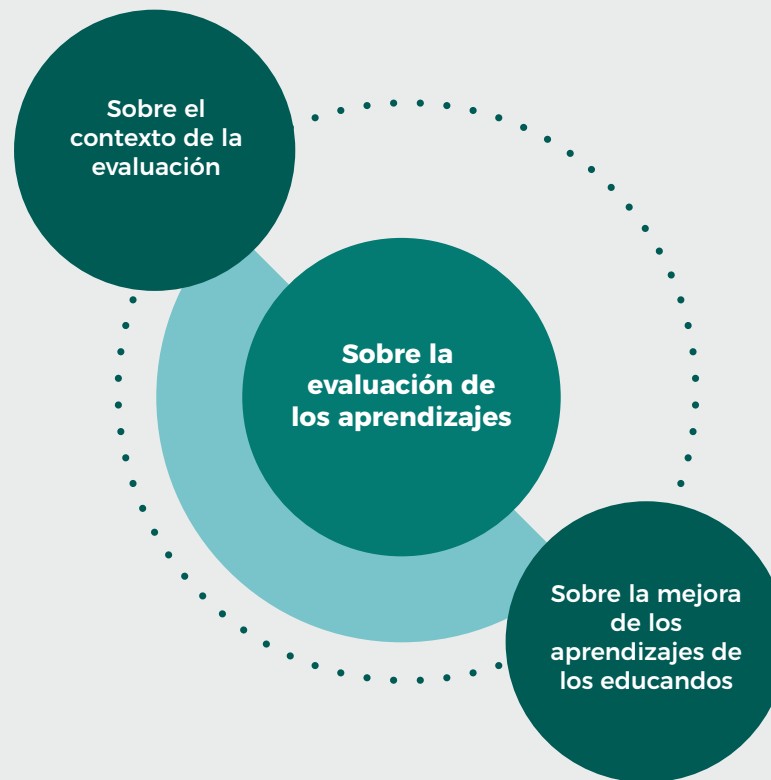 Sobre el
contexto de la
evaluación
Sobre la
evaluación de
los aprendizajes
Sobre la mejora
de los
aprendizajes de
los educandos